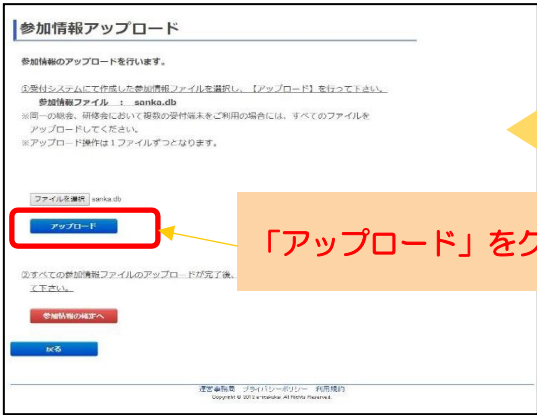 参加情報アップロード
参加情報のアップロードを行います。
①受付システムにて作成した参加情報ファイルを選択し、【アップロード】を行って下さい。
参加情報ファイル ： sanka.db
※同一の総会、研修会において複数の受付端末をご利用の場合には、すべてのファイルを
アップロードしてください。
※アップロード操作は１ファイルずつとなります。
ファイルを選択 sanka.db
アップロード
「アップロード」をク
②すべての参加情報ファイルのアップロードが完了後、
て下さい。
参加情報の確定へ
戻る
運営事務局 プライバシーポリシー 利用規約